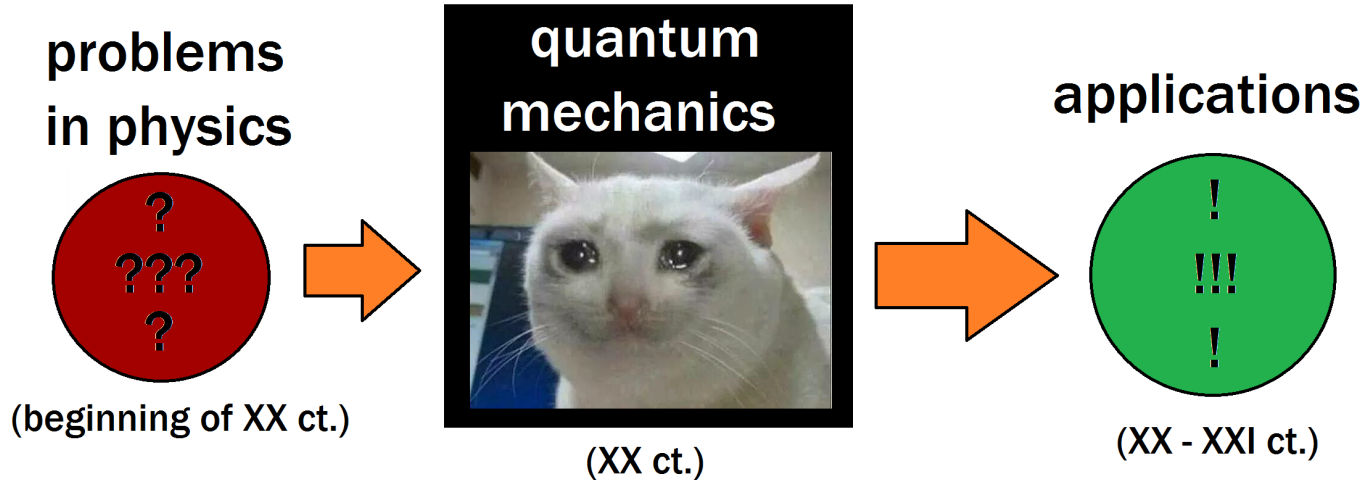 problems
in physics
?
???
?
(beginning of XX ct.)
quantum
mechanics
(XX ct.)
applications
!
!!!
!
(XX - XXI ct.)